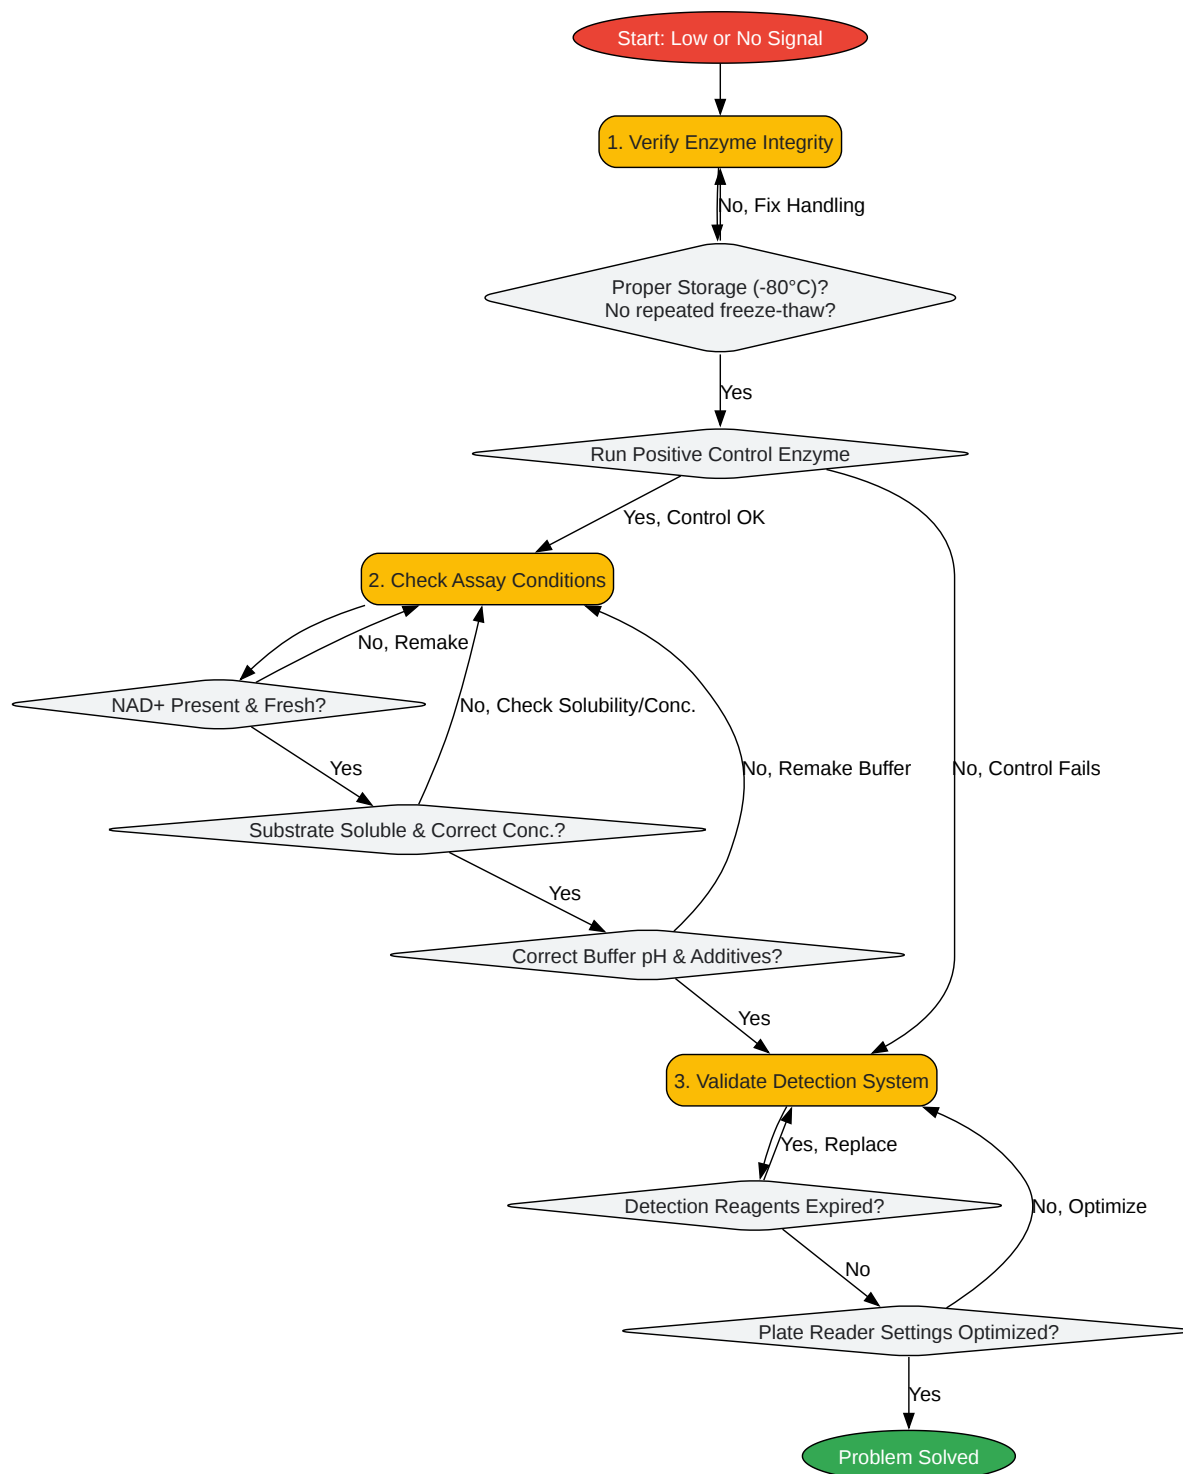 Start: Low or No Signal
1. Verify Enzyme Integrity
No, Fix Handling
Proper Storage (-80°C)?
No repeated freeze-thaw?
Yes
Run Positive Control Enzyme
Yes, Control OK
2. Check Assay Conditions
No, Remake
NAD+ Present & Fresh?
No, Check Solubility/Conc.
Yes
No, Remake Buffer
No, Control Fails
Substrate Soluble & Correct Conc.?
Yes
Correct Buffer pH & Additives?
Yes
3. Validate Detection System
Yes, Replace
Detection Reagents Expired?
No, Optimize
No
Plate Reader Settings Optimized?
Yes
Problem Solved